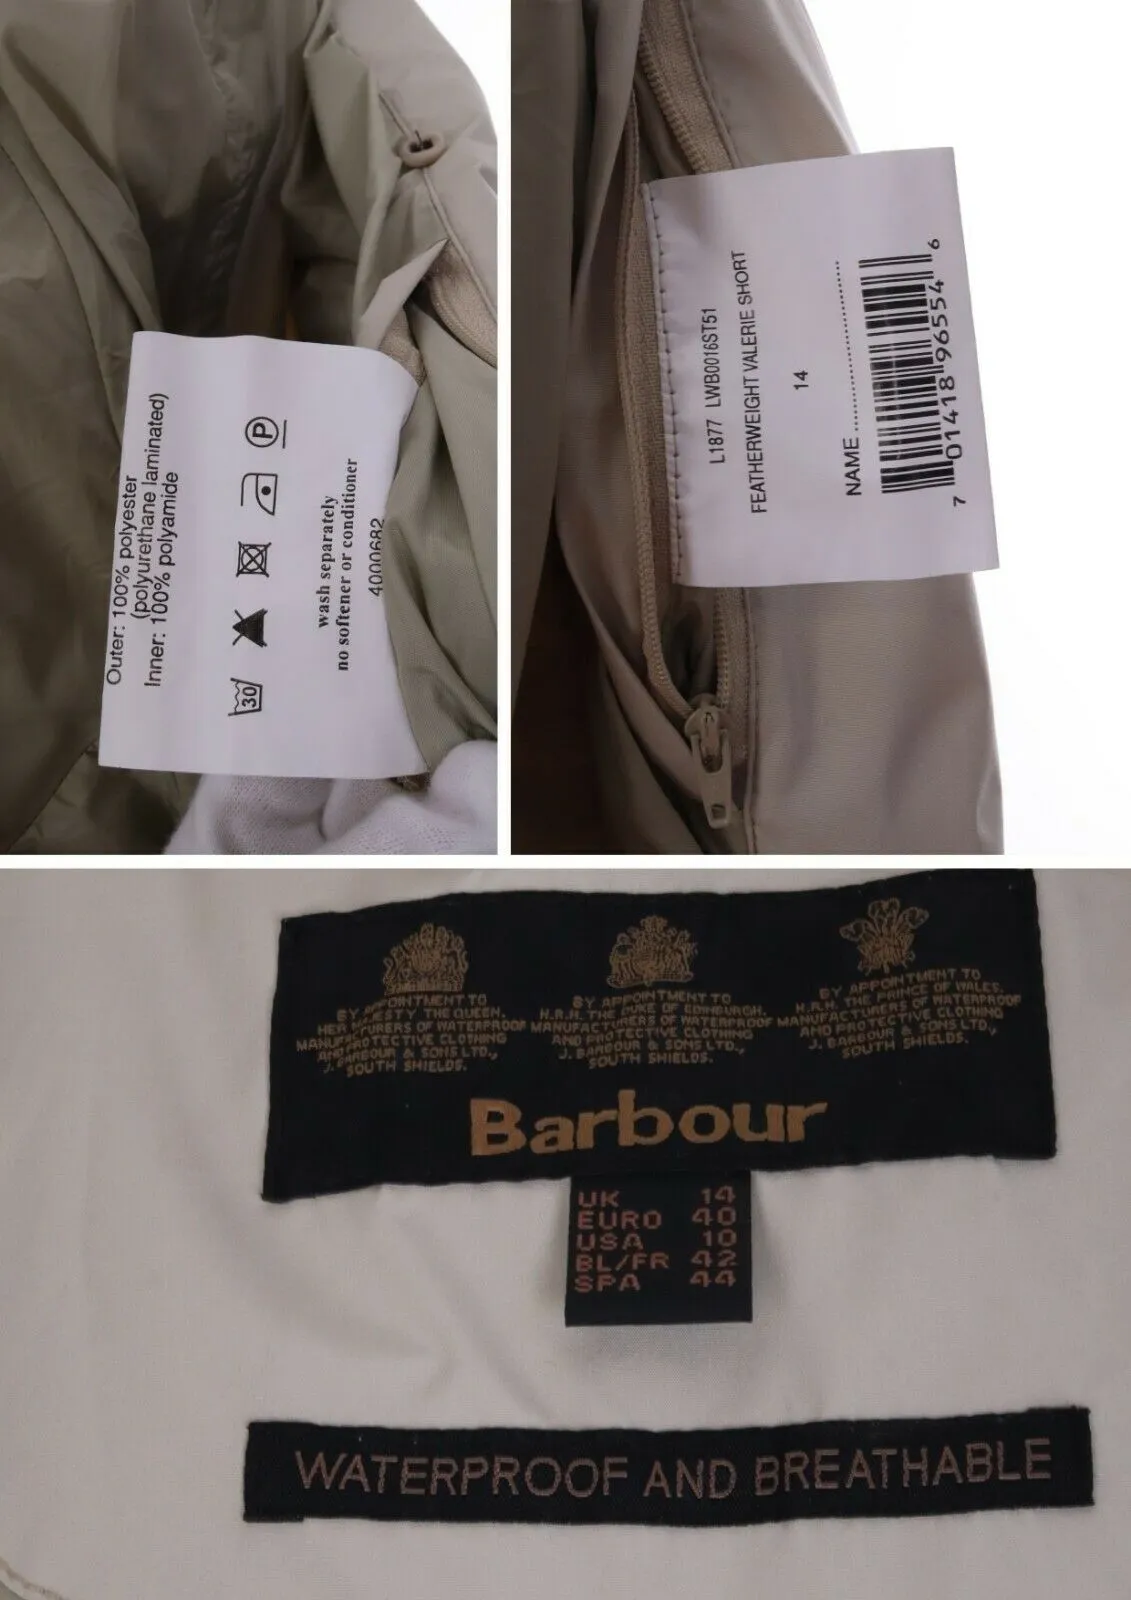 Outer: 100% polyester
(polyurethane laminated)
Inner: 100% polyamide
30
P
wash separately
no softener or conditioner
4000682
L1877 LWB0016ST51
FEATHERWEIGHT VALERIE SHORT
14
NAME ........................
7 01418 96554 6
BY APPOINTMENT TO
HER MAJESTY THE QUEEN.
MANUFACTURERS OF WATERPROOF
AND PROTECTIVE CLOTHING
J. BARBOUR & SONS LTD.,
SOUTH SHIELDS.
BY APPOINTMENT TO
H.R.H. THE DUKE OF EDINBURGH.
MANUFACTURERS OF WATERPROOF
AND PROTECTIVE CLOTHING
J. BARBOUR & SONS LTD.,
SOUTH SHIELDS.
BY APPOINTMENT TO
H.R.H. THE PRINCE OF WALES.
MANUFACTURERS OF WATERPROOF
AND PROTECTIVE CLOTHING
J. BARBOUR & SONS LTD.,
SOUTH SHIELDS.
Barbour
UK 14
EURO 40
USA 10
BL/FR 42
SPA 44
WATERPROOF AND BREATHABLE